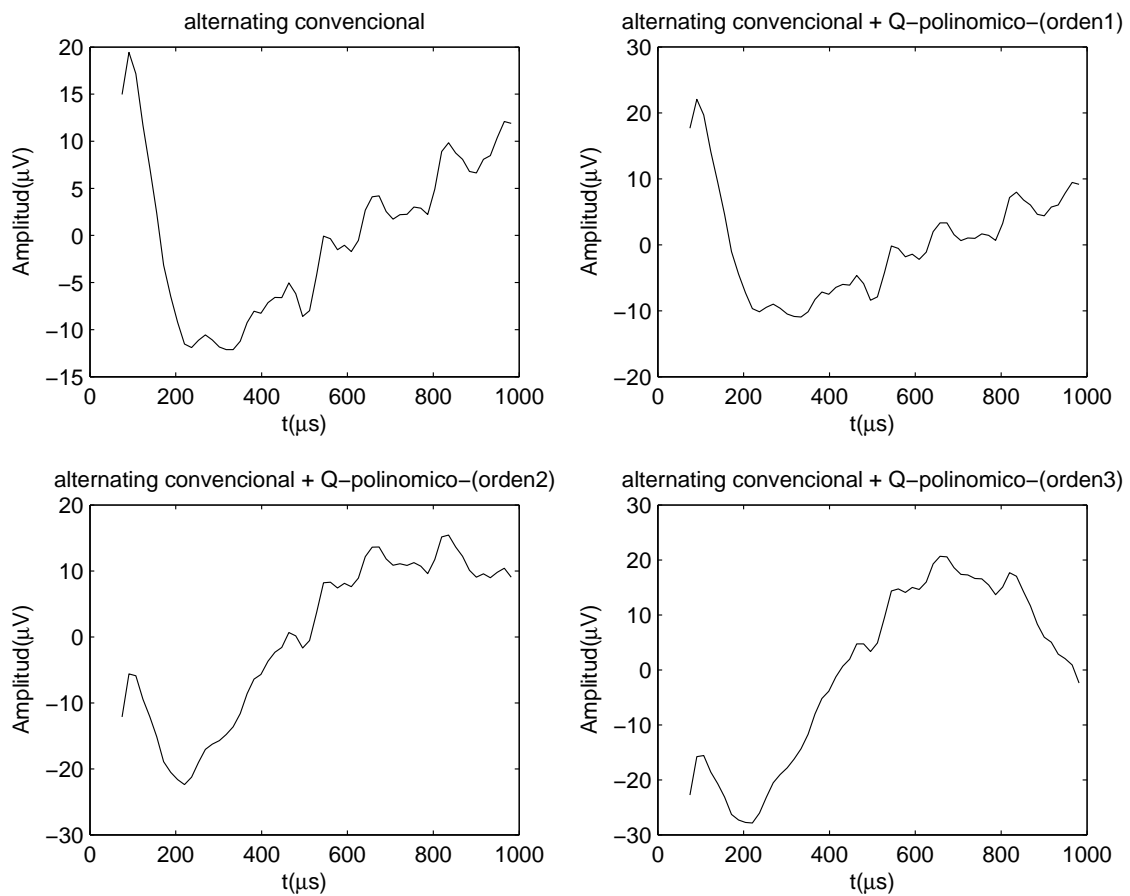 alternating convencional
20
15
10
5
0
−5
−10
−15
0 200 400 600 800 1000
Amplitud(μV)
t(μs)
alternating convencional + Q−polinomico−(orden1)
30
20
10
0
−10
−20
0 200 400 600 800 1000
Amplitud(μV)
t(μs)
alternating convencional + Q−polinomico−(orden2)
20
10
0
−10
−20
−30
0 200 400 600 800 1000
Amplitud(μV)
t(μs)
alternating convencional + Q−polinomico−(orden3)
30
20
10
0
−10
−20
−30
0 200 400 600 800 1000
Amplitud(μV)
t(μs)